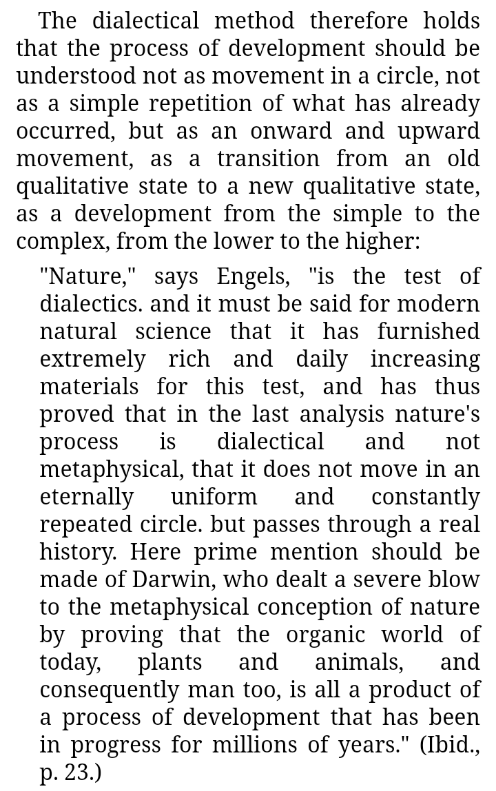 The dialectical method therefore holds
that the process of development should be
understood not as movement in a circle, not
as a simple repetition of what has already
occurred, but as an onward and upward
movement, as a transition from an old
qualitative state to a new qualitative state,
as a development from the simple to the
complex, from the lower to the higher:
"Nature," says Engels, "is the test of
dialectics. and it must be said for modern
natural science that it has furnished
extremely rich and daily increasing
materials for this test, and has thus
proved that in the last analysis nature's
process is dialectical and not
metaphysical, that it does not move in an
eternally uniform and constantly
repeated circle. but passes through a real
history. Here prime mention should be
made of Darwin, who dealt a severe blow
to the metaphysical conception of nature
by proving that the organic world of
today, plants and animals, and
consequently man too, is all a product of
a process of development that has been
in progress for millions of years." (Ibid.,
p. 23.)